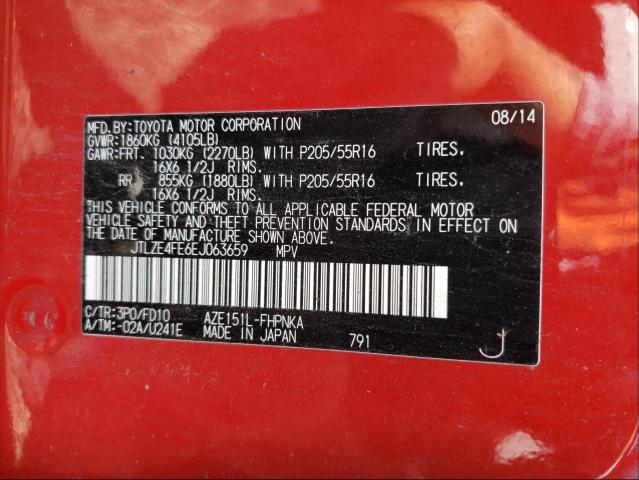 MFD. BY: TOYOTA MOTOR CORPORATION 08/14
GVWR: 1860KG (4105LB)
GAWR: FRT. 1030KG (2270LB) WITH P205/55R16 TIRES,
16X6 1/2J RIMS.
RR 855KG (1880LB) WITH P205/55R16 TIRES,
16X6 1/2J RIMS.
THIS VEHICLE CONFORMS TO ALL APPLICABLE FEDERAL MOTOR
VEHICLE SAFETY AND THEFT PREVENTION STANDARDS IN EFFECT ON
THE DATE OF MANUFACTURE SHOWN ABOVE.
JTLZE4FE6EJ063659 MPV
C/TR: 3P0/FD10 AZE151L-FHPNKA
A/TM: -02A/U241E MADE IN JAPAN 791 J